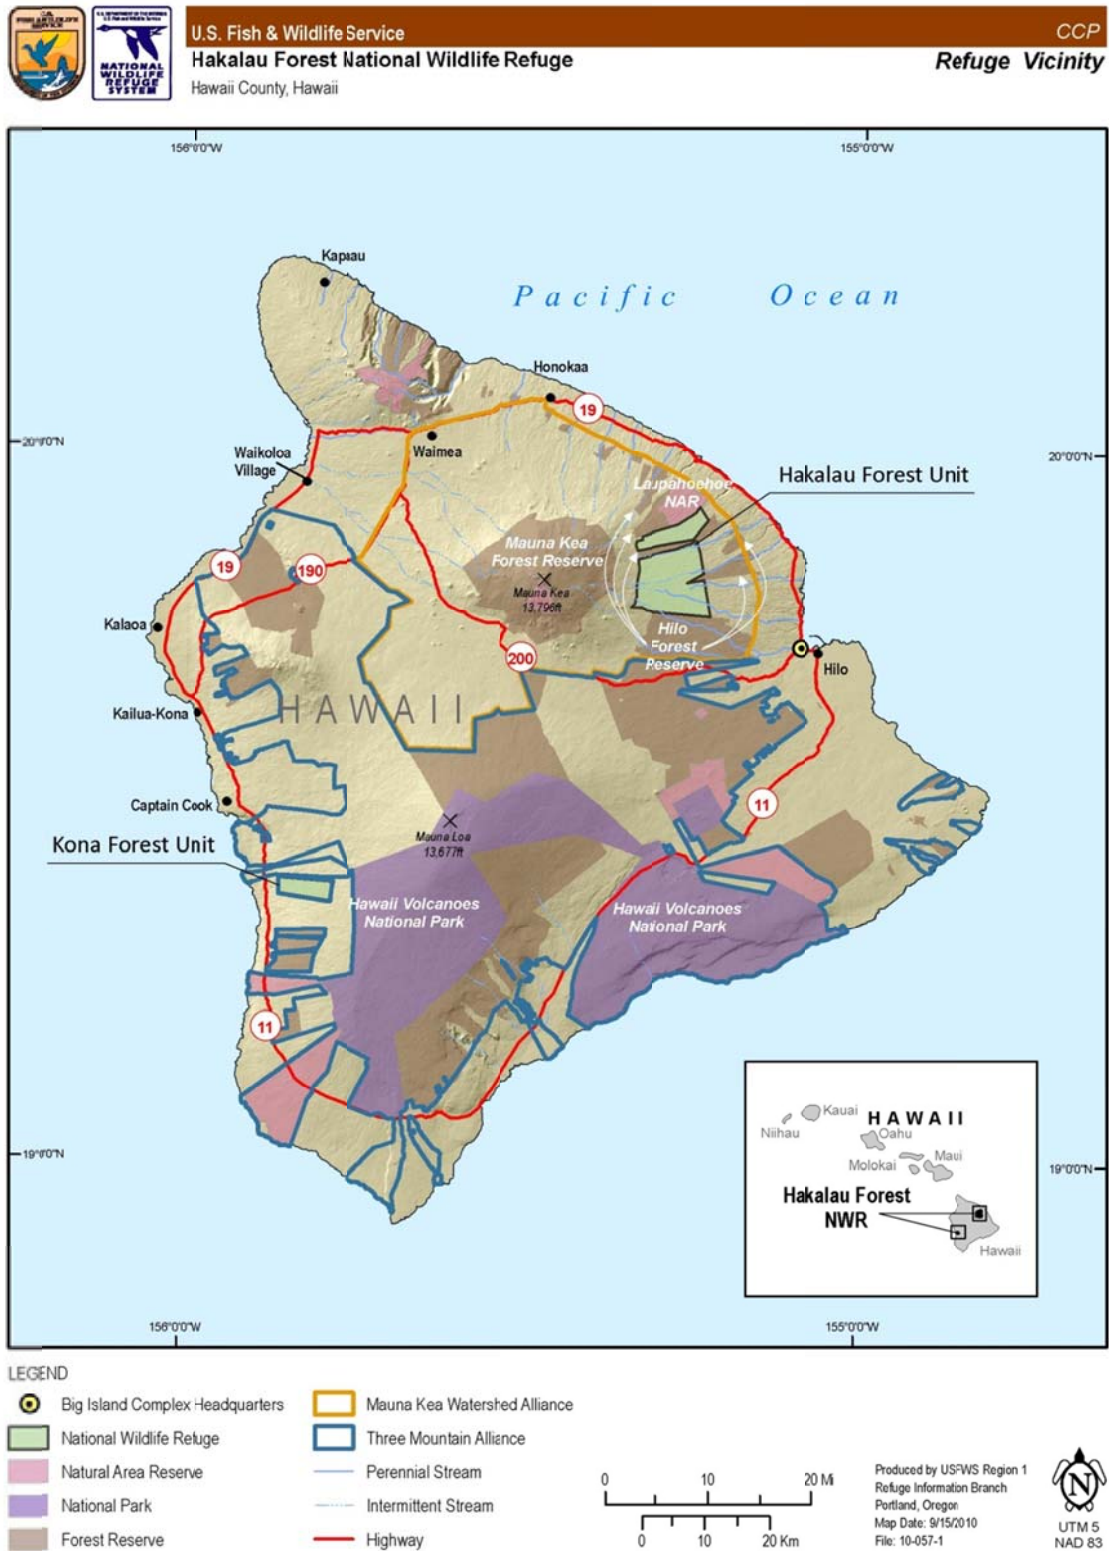 U.S. Fish & Wildlife Service
CCP
Hakalau Forest National Wildlife Refuge
Refuge Vicinity
Hawaii County, Hawaii
NATIONAL
WILDLIFE
REFUGE
SYSTEM
156°0'0"W
155°0'0"W
Kapiau
Pacific Ocean
Honokaa
19
20°0'0"N
20°0'0"N
Waimea
Waikoloa
Village
Hakalau Forest Unit
Laupahoehoe
NAR
Mauna Kea
Forest Reserve
19
190
Mauna Kea
13,796ft
Kalaoa
Hilo
Forest
Reserve
200
Hilo
Kailua-Kona
HAWAII
Captain Cook
11
Mauna Loa
13,677ft
Kona Forest Unit
Hawaii Volcanoes
National Park
Hawaii Volcanoes
National Park
11
Kauai
HAWAII
Niihau
Oahu
Molokai
Maui
Hakalau Forest
NWR
Hawaii
19°0'0"N
19°0'0"N
156°0'0"W
155°0'0"W
LEGEND
Big Island Complex Headquarters
National Wildlife Refuge
Natural Area Reserve
National Park
Forest Reserve
Mauna Kea Watershed Alliance
Three Mountain Alliance
Perennial Stream
Intermittent Stream
Highway
0 10 20 Mi
0 10 20 Km
Produced by USFWS Region 1
Refuge Information Branch
Portland, Oregon
Map Date: 9/15/2010
File: 10-057-1
N
UTM 5
NAD 83